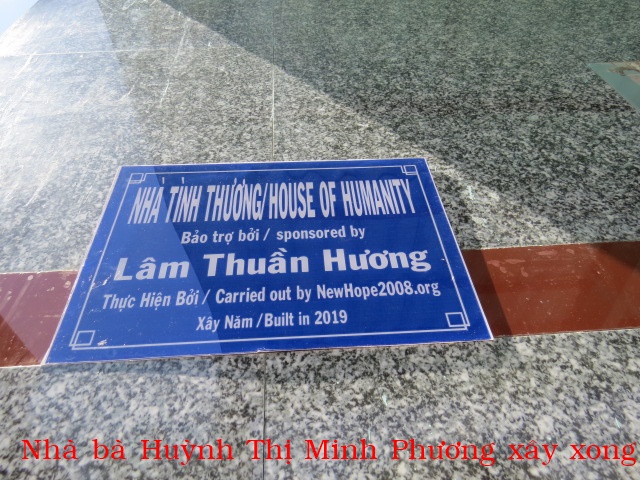 NHÀ TÌNH THƯƠNG/HOUSE OF HUMANITY
Bảo trợ bởi / sponsored by
Lâm Thuần Hương
Thực Hiện Bởi / Carried out by NewHope2008.org
Xây Năm /Built in 2019
Nhà bà Huỳnh Thị Minh Phương xây xong